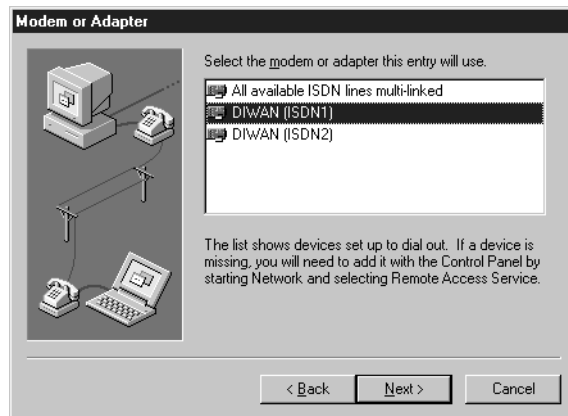 Modem or Adapter
Select the modem or adapter this entry will use.
All available ISDN lines multi-linked
DIWAN (ISDN1)
DIWAN (ISDN2)
The list shows devices set up to dial out. If a device is
missing, you will need to add it with the Control Panel by
starting Network and selecting Remote Access Service.
< Back
Next >
Cancel